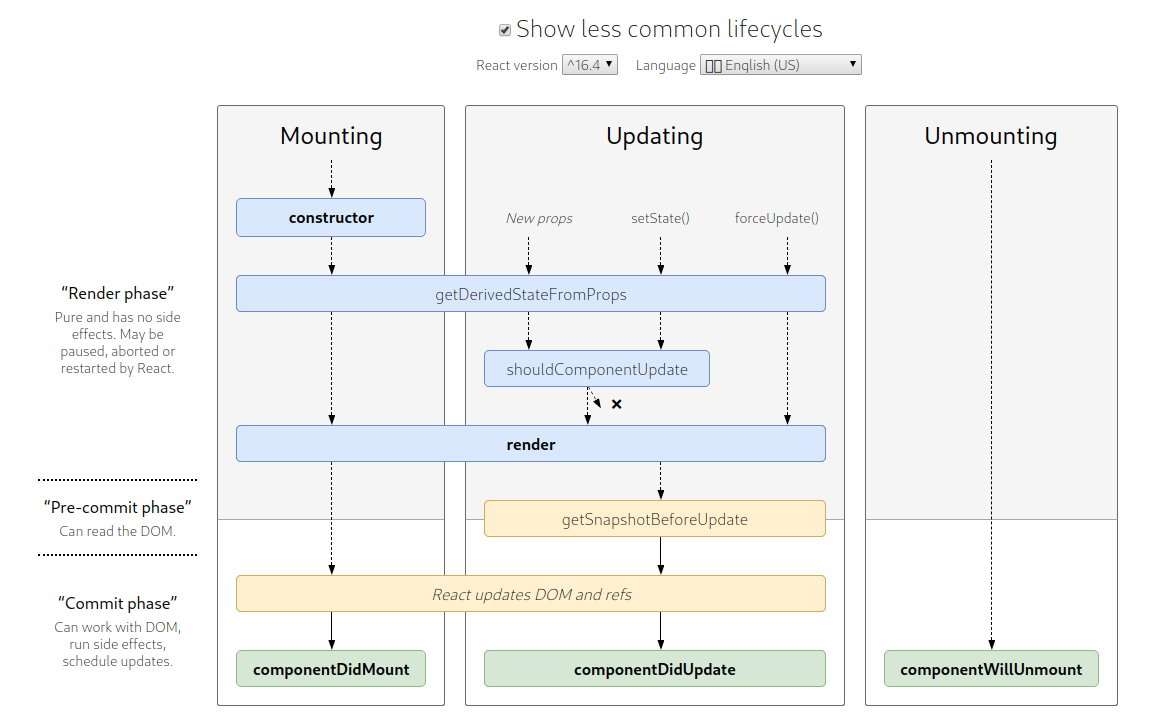 Show less common lifecycles
React version ^16.4 Language English (US)
Mounting
Updating
Unmounting
constructor
New props
setState()
forceUpdate()
getDerivedStateFromProps
“Render phase”
Pure and has no side
effects. May be
paused, aborted or
restarted by React.
shouldComponentUpdate
render
“Pre-commit phase”
Can read the DOM.
getSnapshotBeforeUpdate
React updates DOM and refs
“Commit phase”
Can work with DOM,
run side effects,
schedule updates.
componentDidMount
componentDidUpdate
componentWillUnmount